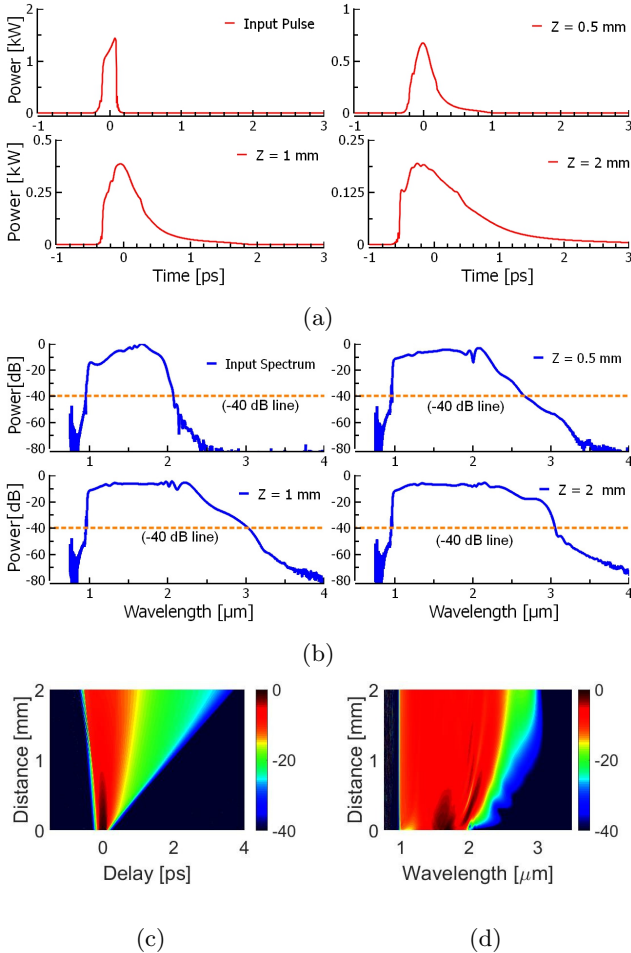 Power [kW]
2
1
0
Input Pulse
-1 0 1 2 3
1
0.5
0
Z = 0.5 mm
-1 0 1 2 3
Power [kW]
0.5
0.25
0
Z = 1 mm
-1 0 1 2 3
Time [ps]
0.25
0.125
0
Z = 2 mm
-1 0 1 2 3
Time [ps]
(a)
Power[dB]
0
-20
-40
-60
-80
Input Spectrum
(-40 dB line)
1 2 3 4
0
-20
-40
-60
-80
Z = 0.5 mm
(-40 dB line)
1 2 3 4
Power[dB]
0
-20
-40
-60
-80
Z = 1 mm
(-40 dB line)
1 2 3 4
Wavelength [µm]
0
-20
-40
-60
-80
Z = 2 mm
(-40 dB line)
1 2 3 4
Wavelength [µm]
(b)
Distance [mm]
2
1
0
0 2 4
Delay [ps]
0
-20
-40
Distance [mm]
2
1
0
1 2 3
Wavelength [µm]
0
-20
-40
(c)
(d)